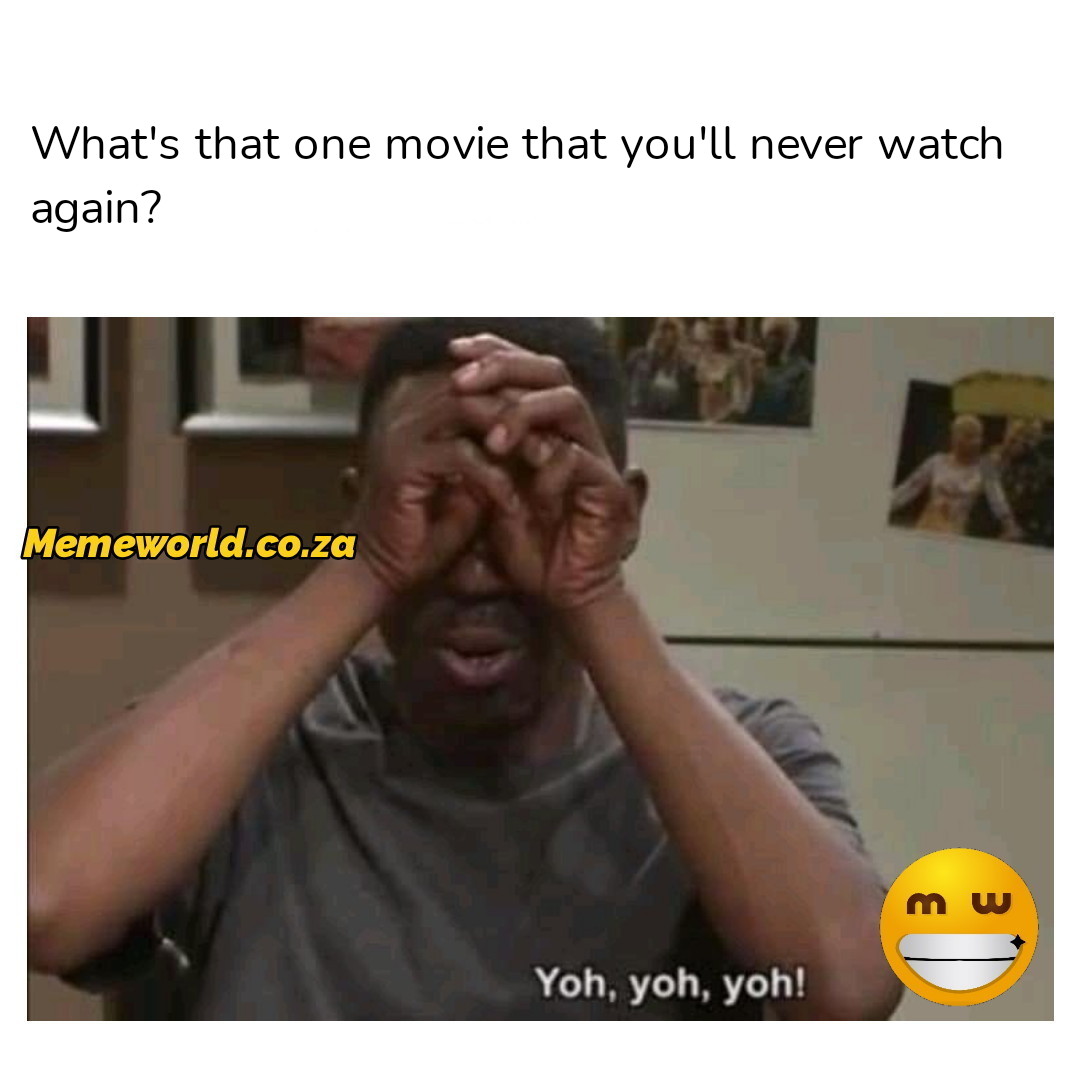 What's that one movie that you'll never watch
again?
Memeworld.co.za
m w
Yoh, yoh, yoh!